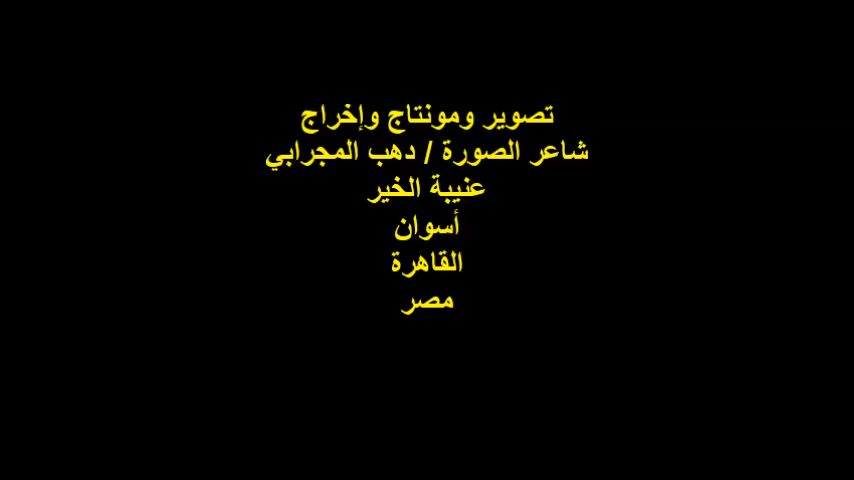 تصوير ومونتاج وإخراج
شاعر الصورة / دهب المجرابي
عنيبة الخير
أسوان
القاهرة
مصر